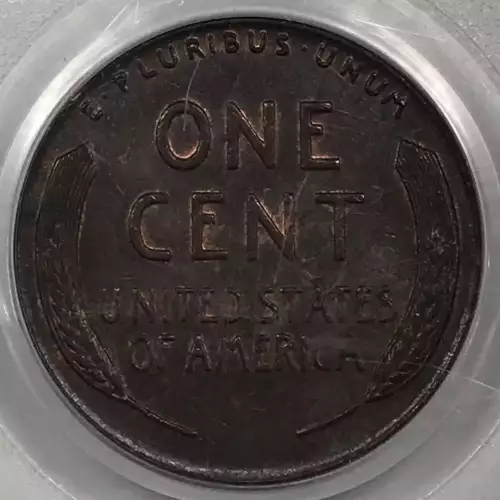 E · PLURIBUS · UNUM
ONE
CENT
UNITED STATES
OF AMERICA